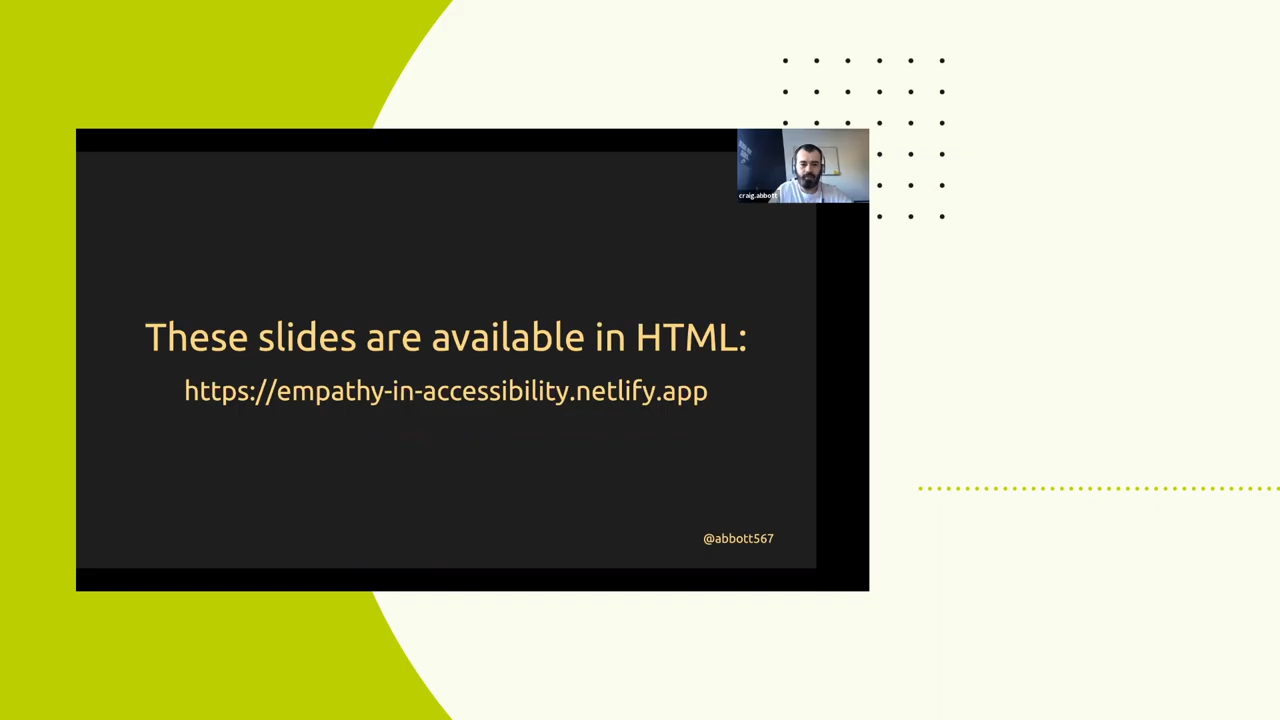 craig.abbott
These slides are available in HTML:
https://empathy-in-accessibility.netlify.app
@abbott567